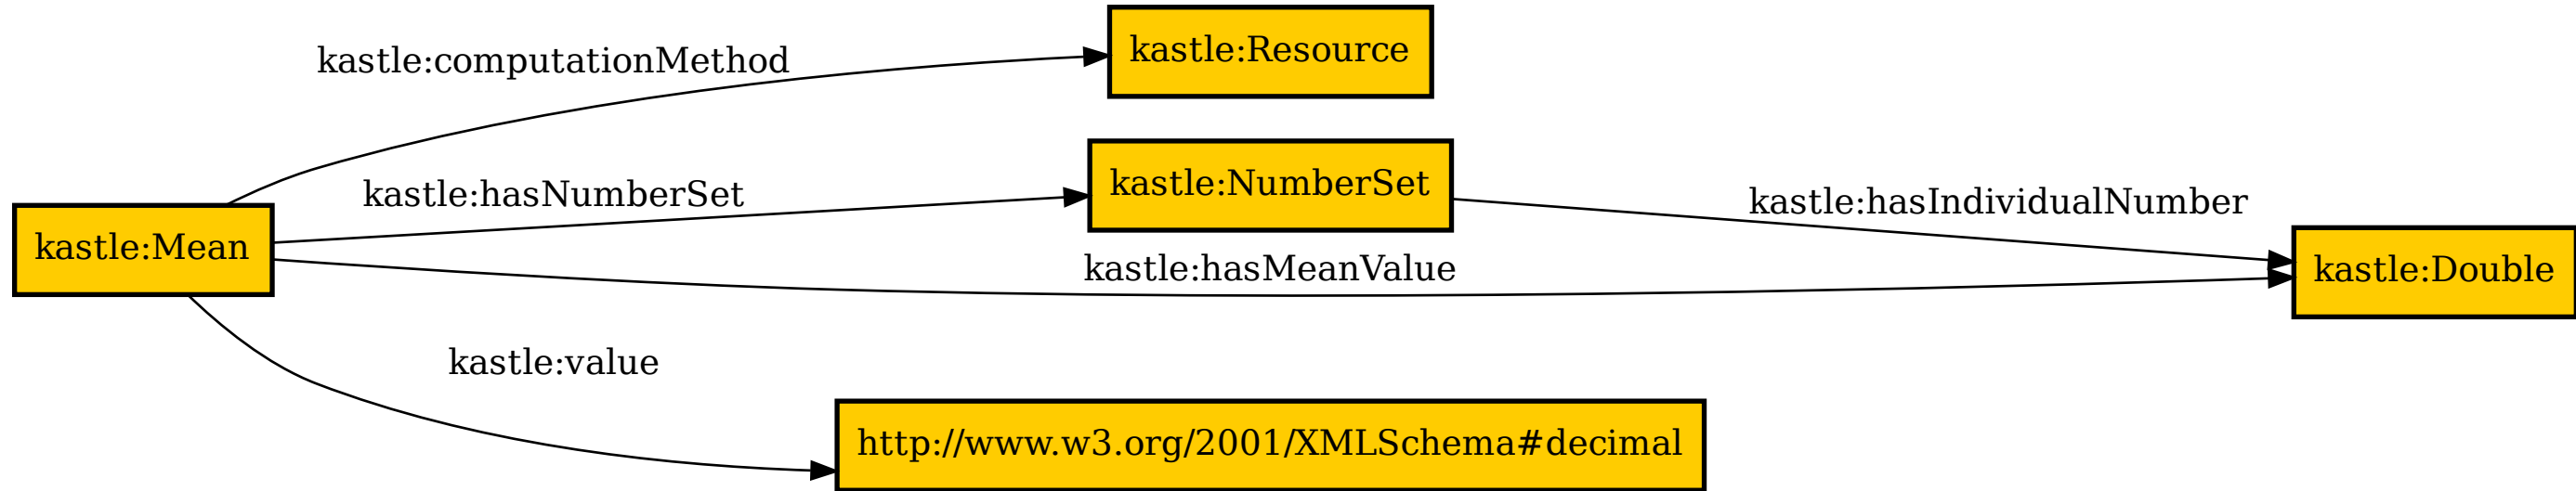 kastle:Resource
kastle:computationMethod
kastle:NumberSet
kastle:hasNumberSet
kastle:hasIndividualNumber
kastle:Mean
kastle:hasMeanValue
kastle:Double
kastle:value
http://www.w3.org/2001/XMLSchema#decimal